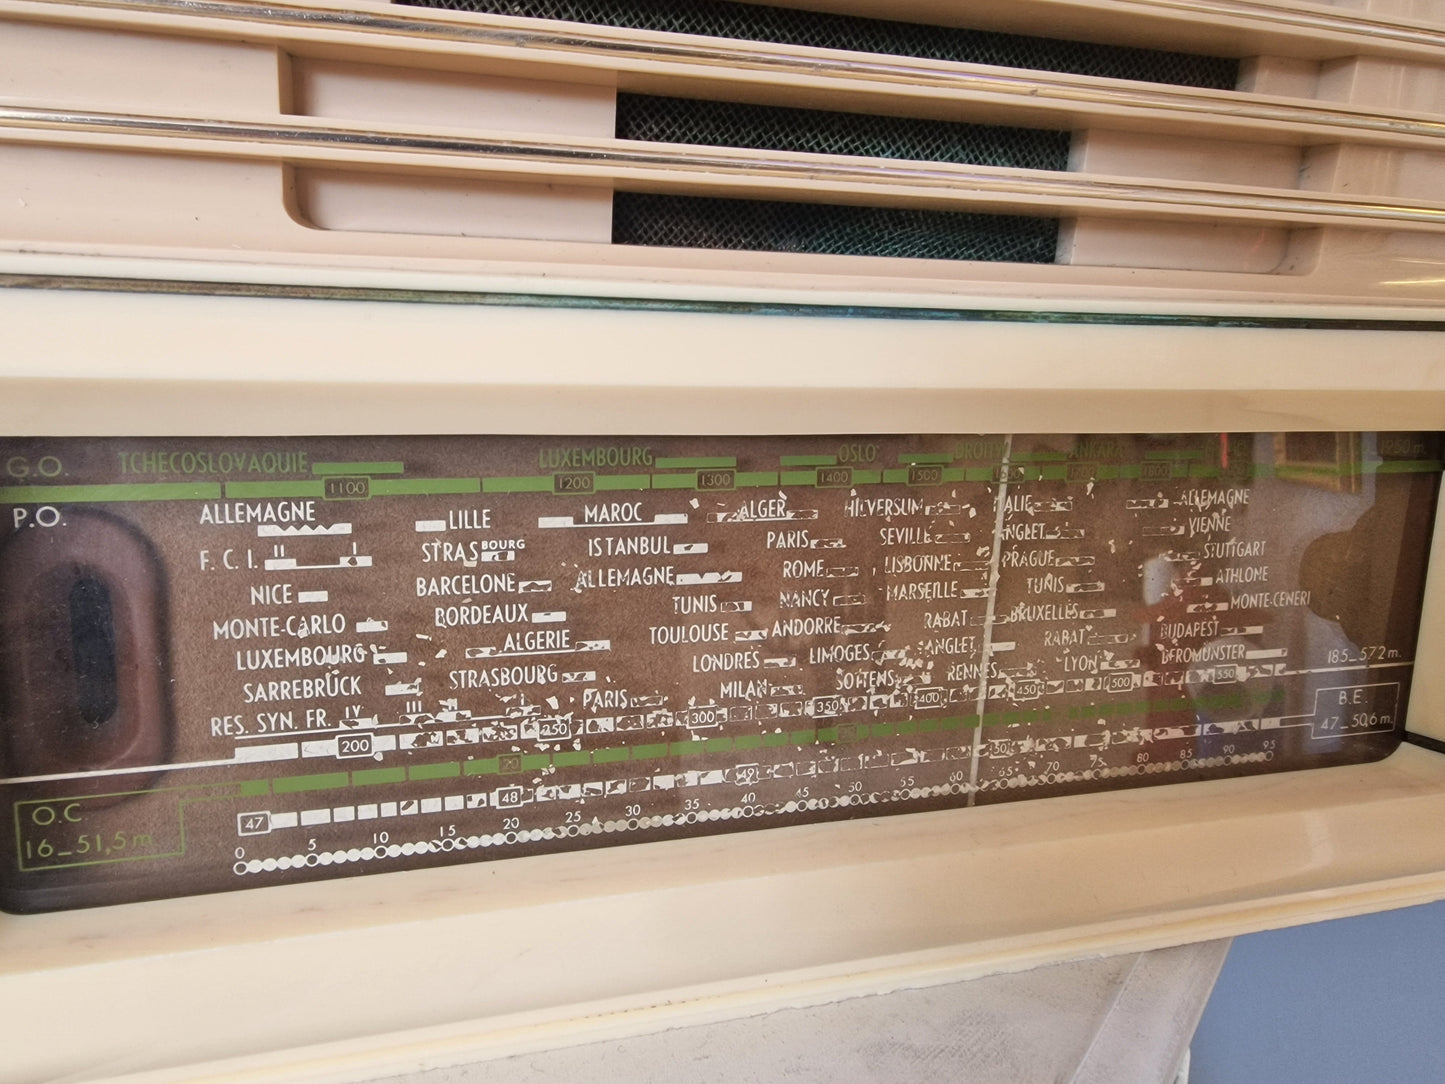 G.O. TCHECOSLOVAQUIE LUXEMBOURG OSLO DROITW ANKARA
1100 1200 1300 1400 1500
P.O. ALLEMAGNE LILLE MAROC ALGER HILVERSUM ALLEMAGNE
F. C. I. II I STRASBOURG ISTANBUL PARIS SEVILLE ANGLET VIENNE
NICE BARCELONE ALLEMAGNE ROME LISBONNE PRAGUE STUTTGART
MONTE-CARLO BORDEAUX TUNIS NANCY MARSEILLE TUNIS ATHLONE
LUXEMBOURG ALGERIE TOULOUSE ANDORRE RABAT BRUXELLES MONTE-CENERI
SARREBRÜCK STRASBOURG LONDRES LIMOGES ANGLET RABAT BUDAPEST
RES. SYN. FR. IV III II I PARIS MILAN SOTTENS RENNES LYON BEROMUNSTER
185_572 m.
200 250 300 350 400 450 500 550
B.E.
47_50,6 m.
O.C.
16_51,5 m
20
47 48 49 50
0 5 10 15 20 25 30 35 40 45 50 55 60 65 70 75 80 85 90 95